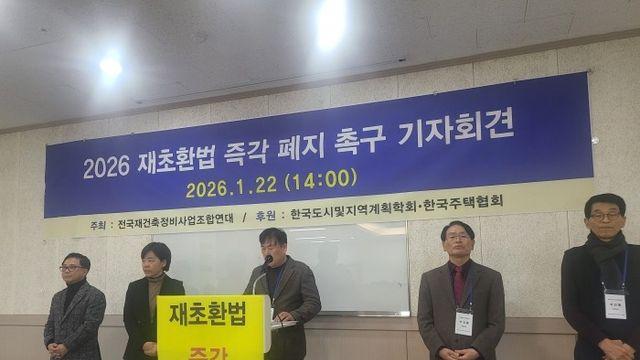 2026 재초환법 즉각 폐지 촉구 기자회견
2026.1.22 (14:00)
주최 : 전국재건축정비사업조합연대 / 후원 : 한국도시및지역계획학회·한국주택협회
재초환법
즉각